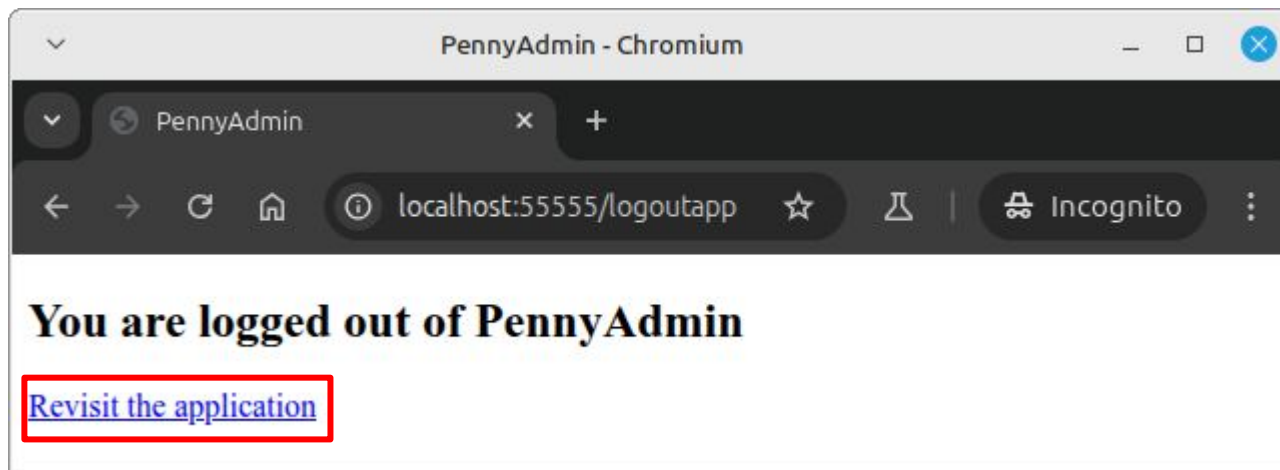 PennyAdmin - Chromium
PennyAdmin
localhost:55555/logoutapp
Incognito
You are logged out of PennyAdmin
Revisit the application